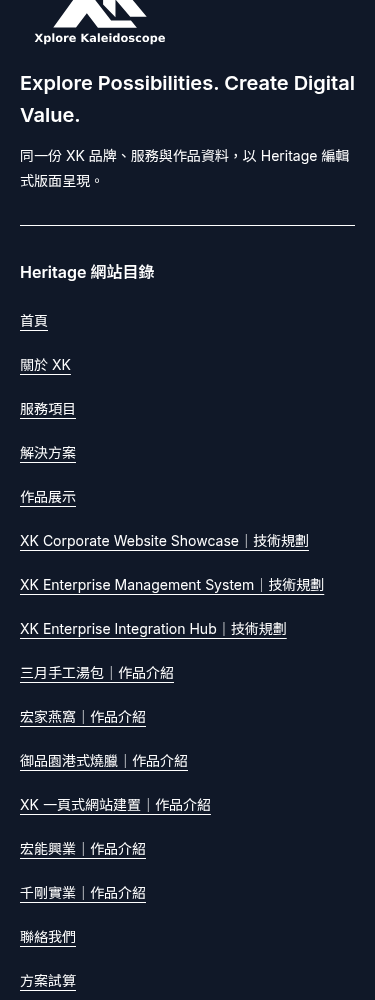 Xplore Kaleidoscope
Explore Possibilities. Create Digital
Value.
同一份 XK 品牌、服務與作品資料，以 Heritage 編輯
式版面呈現。
Heritage 網站目錄
首頁
關於 XK
服務項目
解決方案
作品展示
XK Corporate Website Showcase｜技術規劃
XK Enterprise Management System｜技術規劃
XK Enterprise Integration Hub｜技術規劃
三月手工湯包｜作品介紹
宏家燕窩｜作品介紹
御品園港式燒臘｜作品介紹
XK 一頁式網站建置｜作品介紹
宏能興業｜作品介紹
千剛實業｜作品介紹
聯絡我們
方案試算